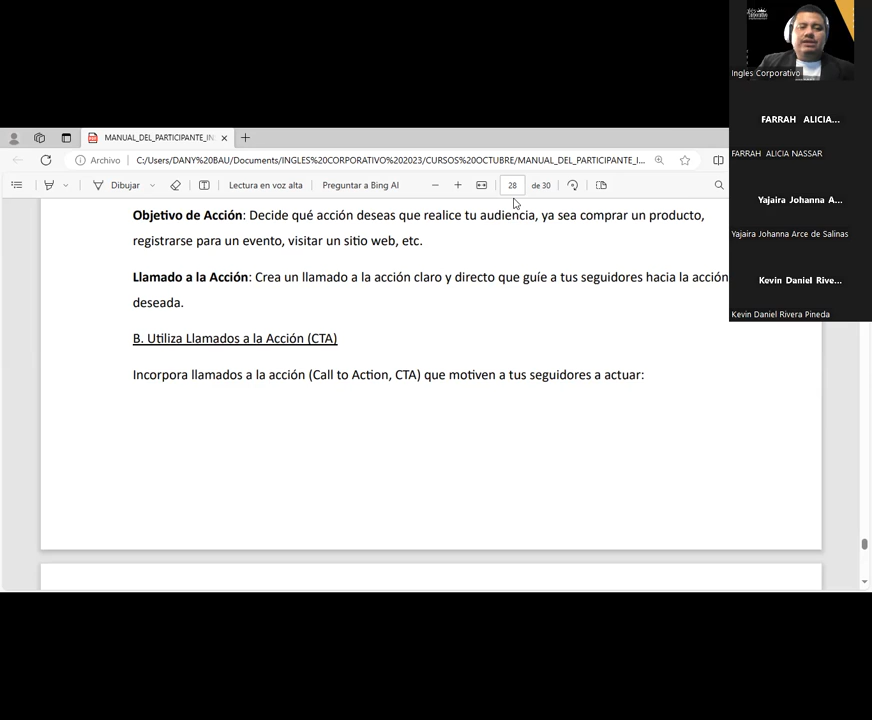 MANUAL_DEL_PARTICIPANTE_IN
Archivo
C:/Users/DANY%20BAU/Documents/INGLES%20CORPORATIVO%202023/CURSOS%20OCTUBRE/MANUAL_DEL_PARTICIPANTE_I...
Dibujar
Lectura en voz alta
Preguntar a Bing AI
28
de 30
Objetivo de Acción: Decide qué acción deseas que realice tu audiencia, ya sea comprar un producto,
registrarse para un evento, visitar un sitio web, etc.
Llamado a la Acción: Crea un llamado a la acción claro y directo que guíe a tus seguidores hacia la acción
deseada.
B. Utiliza Llamados a la Acción (CTA)
Incorpora llamados a la acción (Call to Action, CTA) que motiven a tus seguidores a actuar:
Ingles Corporativo
FARRAH ALICIA...
FARRAH ALICIA NASSAR
Yajaira Johanna A...
Yajaira Johanna Arce de Salinas
Kevin Daniel Rive...
Kevin Daniel Rivera Pineda